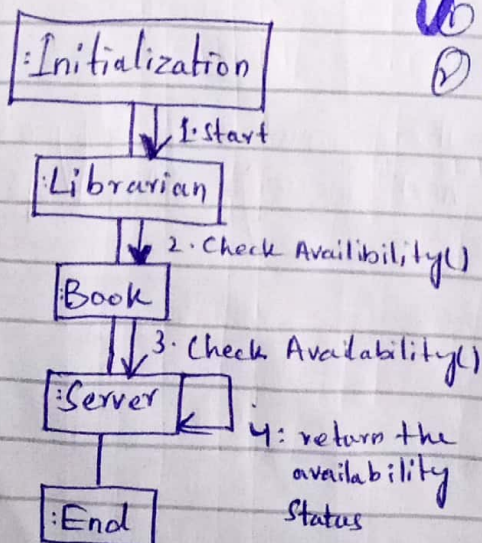 :Initialization
1. Start
:Librarian
2. Check Availibility()
:Book
3. Check Availability()
:Server
4: return the
availability
Status
:End